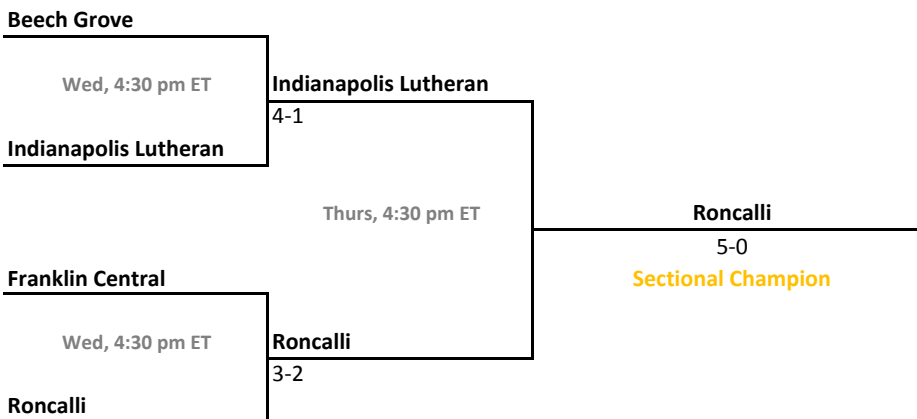 Beech Grove
Wed, 4:30 pm ET
Indianapolis Lutheran
4-1
Indianapolis Lutheran
Thurs, 4:30 pm ET
Roncalli
5-0
Sectional Champion
Franklin Central
Wed, 4:30 pm ET
Roncalli
3-2
Roncalli